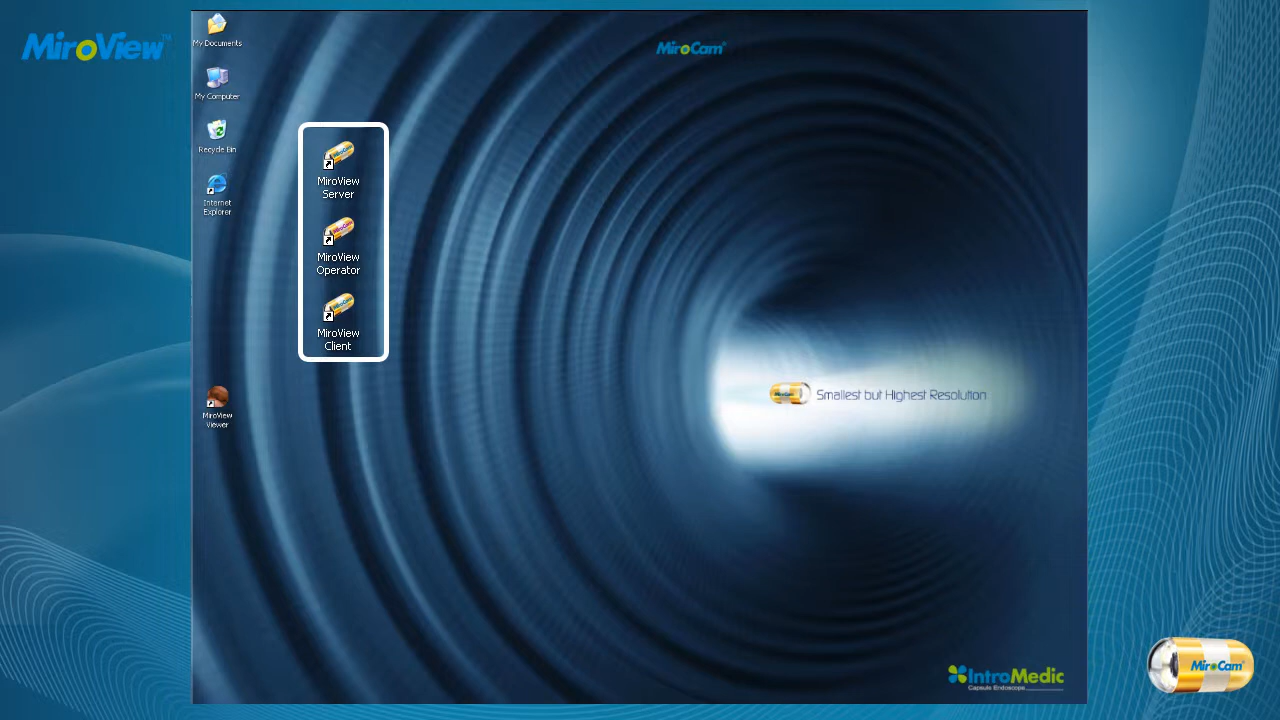 MiroView™
My Documents
MiroCam®
My Computer
Recycle Bin
MiroView
Server
Internet
Explorer
MiroView
Operator
MiroView
Client
Smallest but Highest Resolution
MiroView
Viewer
MiroCam
IntroMedic
Capsule Endoscope